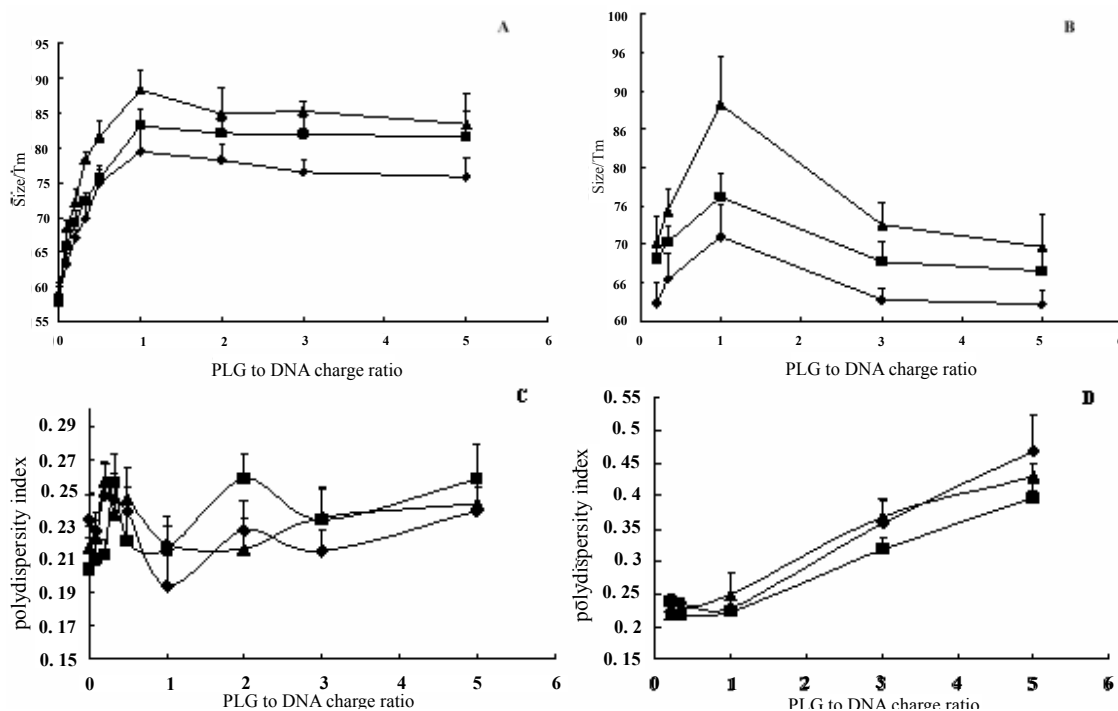 A
95
90
85
80
75
70
65
60
55
Size/Tm
0 1 2 3 4 5 6
PLG to DNA charge ratio
B
100
96
90
86
80
76
70
66
60
Size/Tm
0 1 2 3 4 5 6
PLG to DNA charge ratio
C
0.29
0.27
0.25
0.23
0.21
0.19
0.17
0.15
polydispersity index
0 1 2 3 4 5 6
PLG to DNA charge ratio
D
0.55
0.5
0.45
0.4
0.35
0.3
0.25
0.2
0.15
polydispersity index
0 1 2 3 4 5 6
PLG to DNA charge ratio